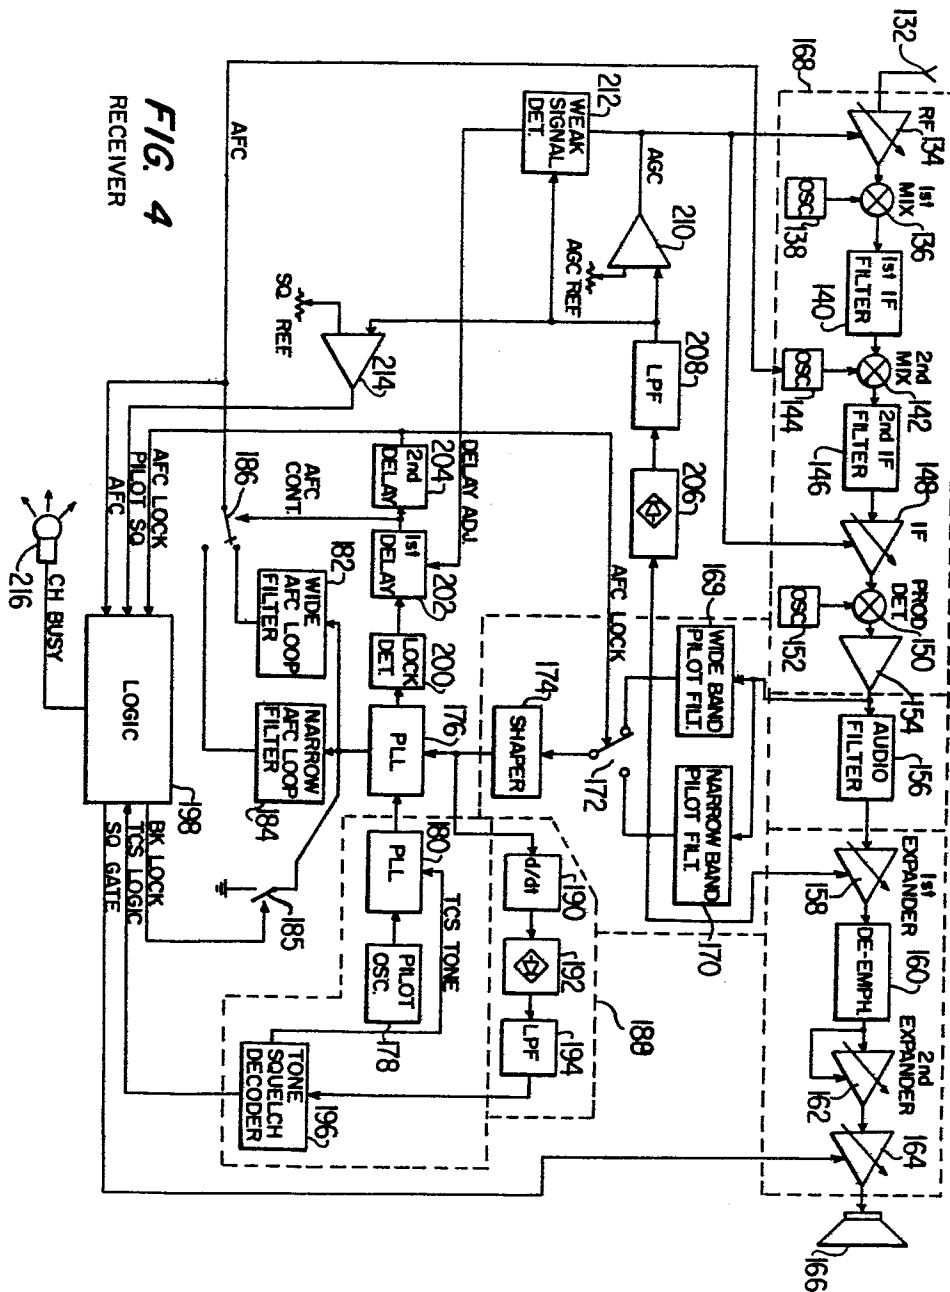 132
168
RF
134
1st
MIX
136
OSC
138
1st IF
FILTER
140
2nd
MIX
142
OSC
144
2nd IF
FILTER
146
IF
148
PROD
DET.
150
OSC
152
154
AUDIO
FILTER
156
1st
EXPANDER
158
DE-EMPH.
160
2nd
EXPANDER
162
164
166
212
WEAK
SIGNAL
DET.
AGC
210
AGC REF
208
LPF
206
169
WIDE BAND
PILOT FILT.
NARROW BAND
PILOT FILT.
170
AFC
SQ
REF
214
DELAY ADJ.
AFC LOCK
172
174
SHAPER
188
d/dt
190
192
LPF
194
204
2nd
DELAY
1st
DELAY
202
LOCK
DET.
200
PLL
176
PLL
180
TCS TONE
PILOT
OSC.
178
AFC
CONT.
186
182
WIDE
AFC LOOP
FILTER
NARROW
AFC LOOP
FILTER
184
185
TONE
SQUELCH
DECODER
196
AFC LOCK
PILOT SQ
AFC
LOGIC
198
BK LOCK
TCS LOGIC
SQ GATE
CH BUSY
216
FIG. 4
RECEIVER